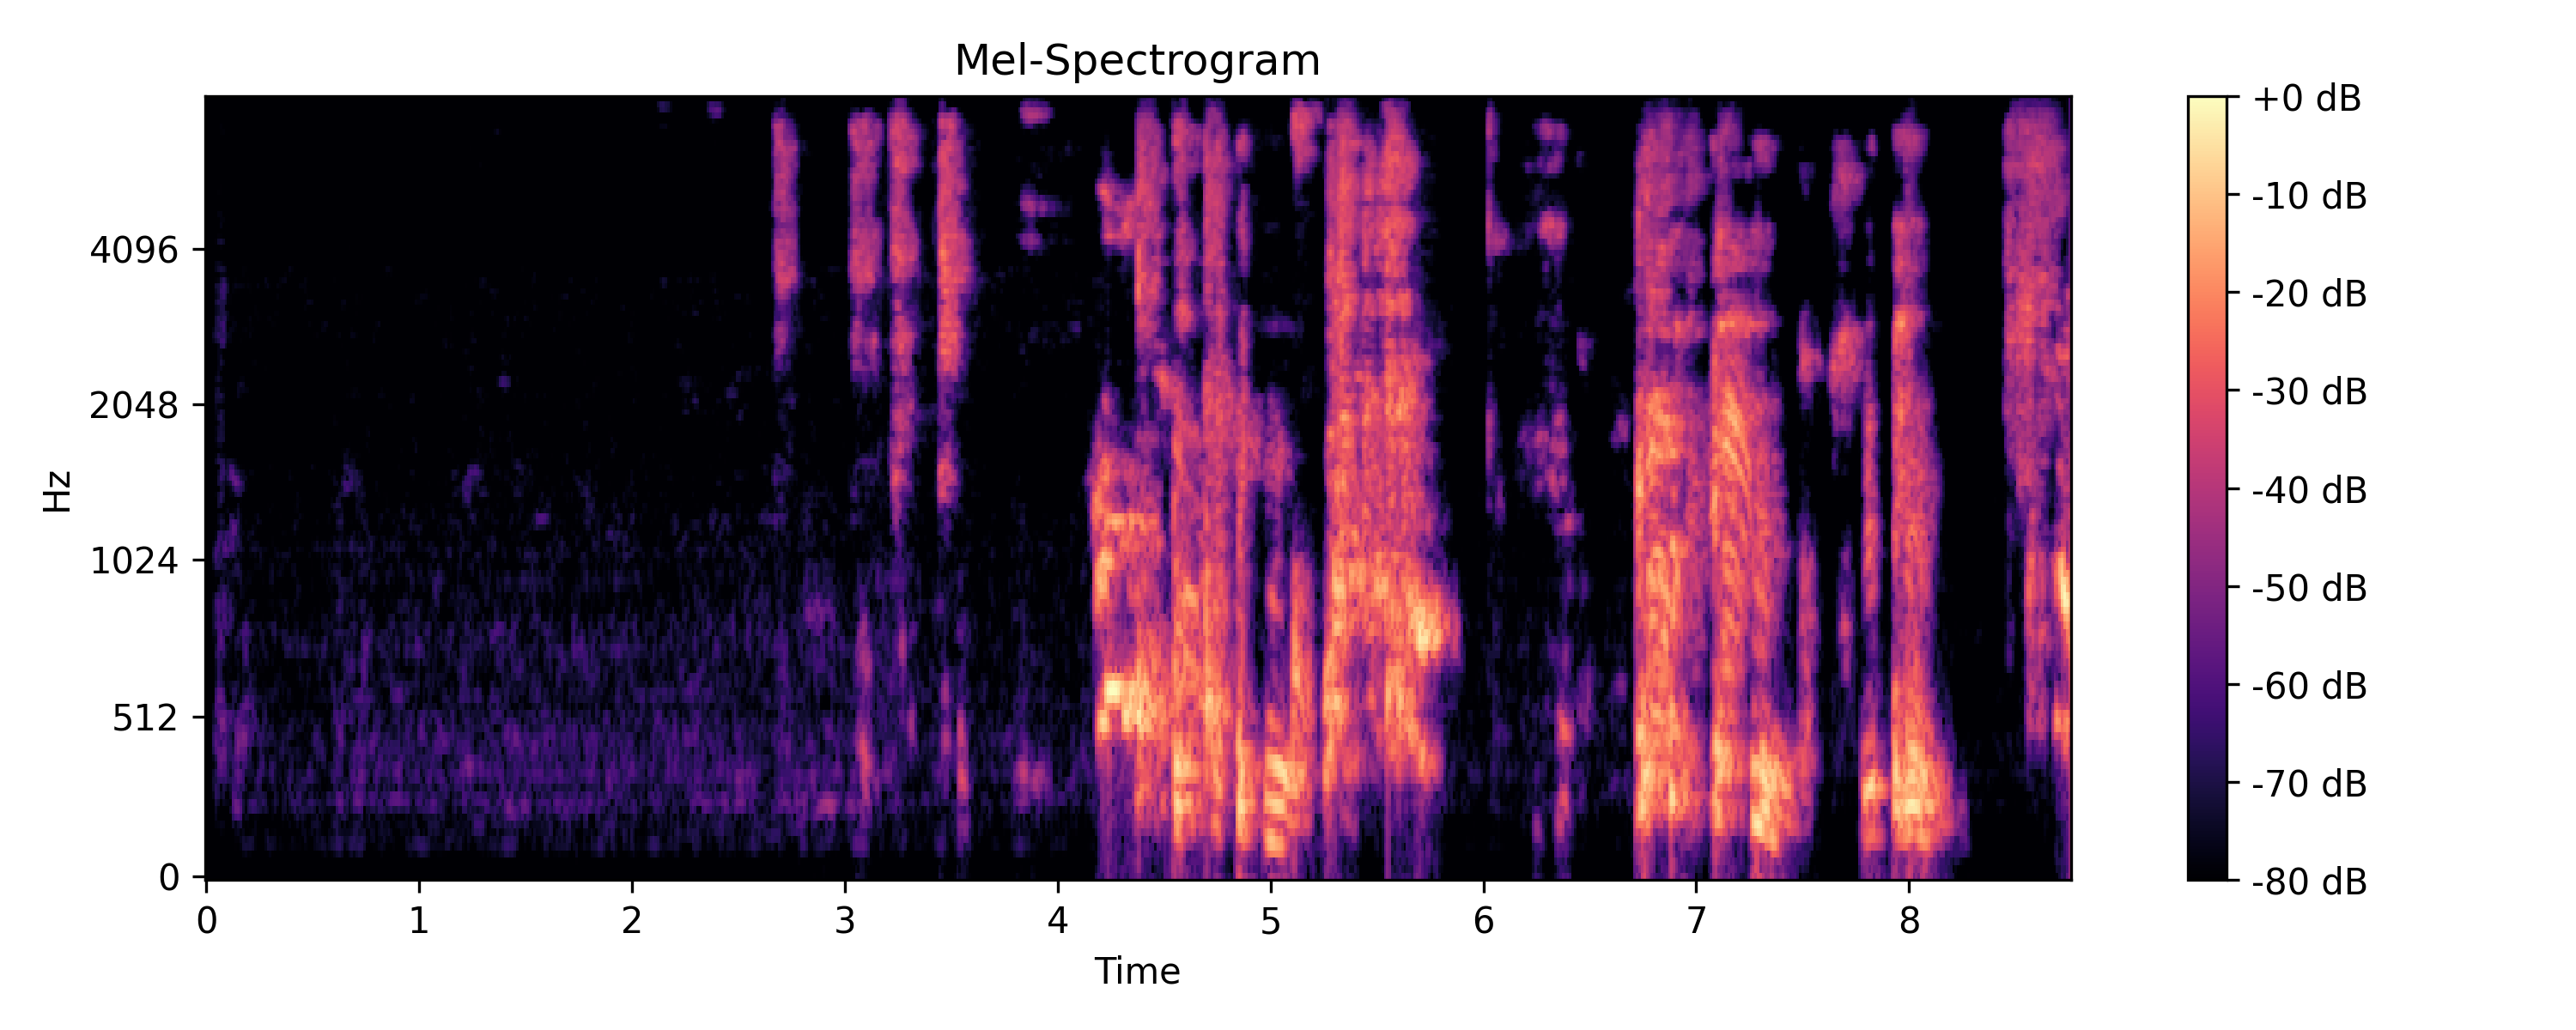 Mel-Spectrogram
+0 dB
-10 dB
-20 dB
-30 dB
-40 dB
-50 dB
-60 dB
-70 dB
-80 dB
4096
2048
1024
512
0
Hz
0 1 2 3 4 5 6 7 8
Time